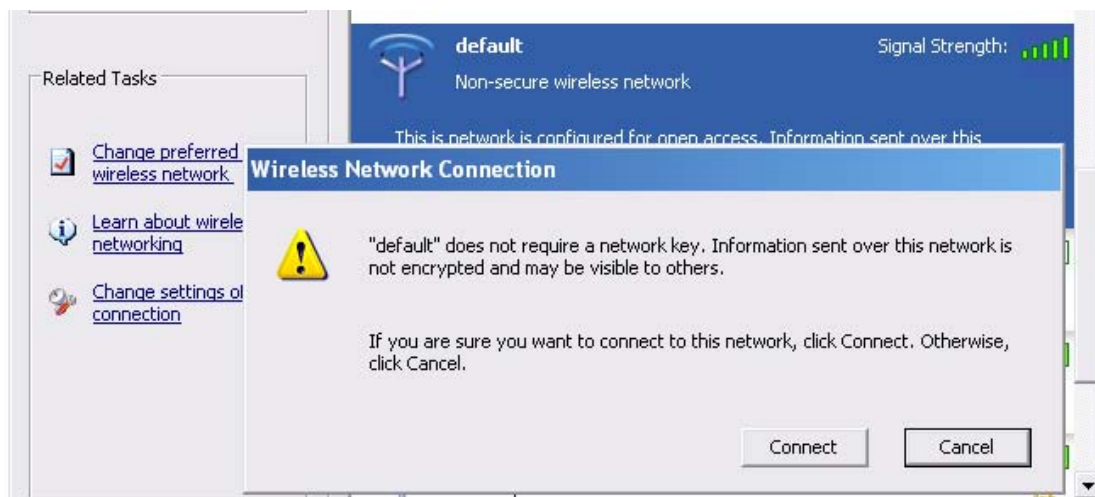 default
Signal Strength:
Non-secure wireless network
Related Tasks
This is network is configured for open access. Information sent over this
Change preferred
wireless network
Wireless Network Connection
Learn about wirele
networking
"default" does not require a network key. Information sent over this network is
not encrypted and may be visible to others.
Change settings of
connection
If you are sure you want to connect to this network, click Connect. Otherwise,
click Cancel.
Connect
Cancel